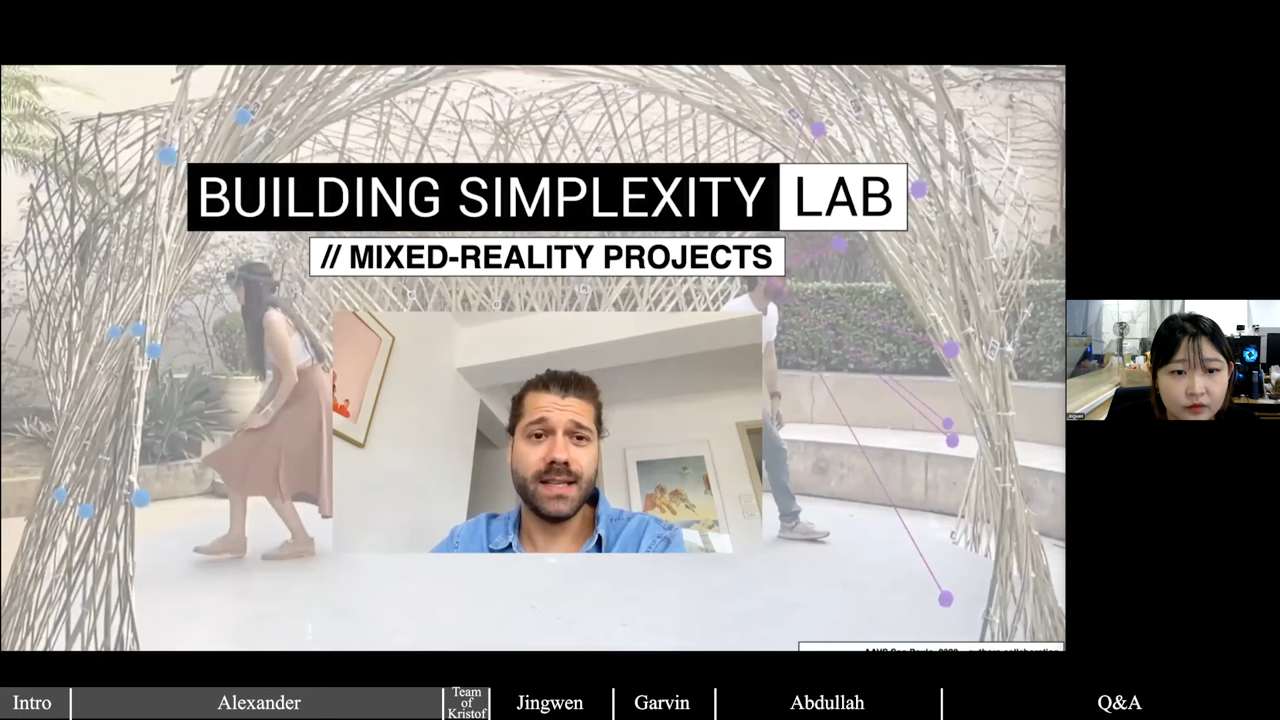 BUILDING SIMPLEXITY LAB
// MIXED-REALITY PROJECTS
Intro
Alexander
Team
of
Kristof
Jingwen
Garvin
Abdullah
Q&A